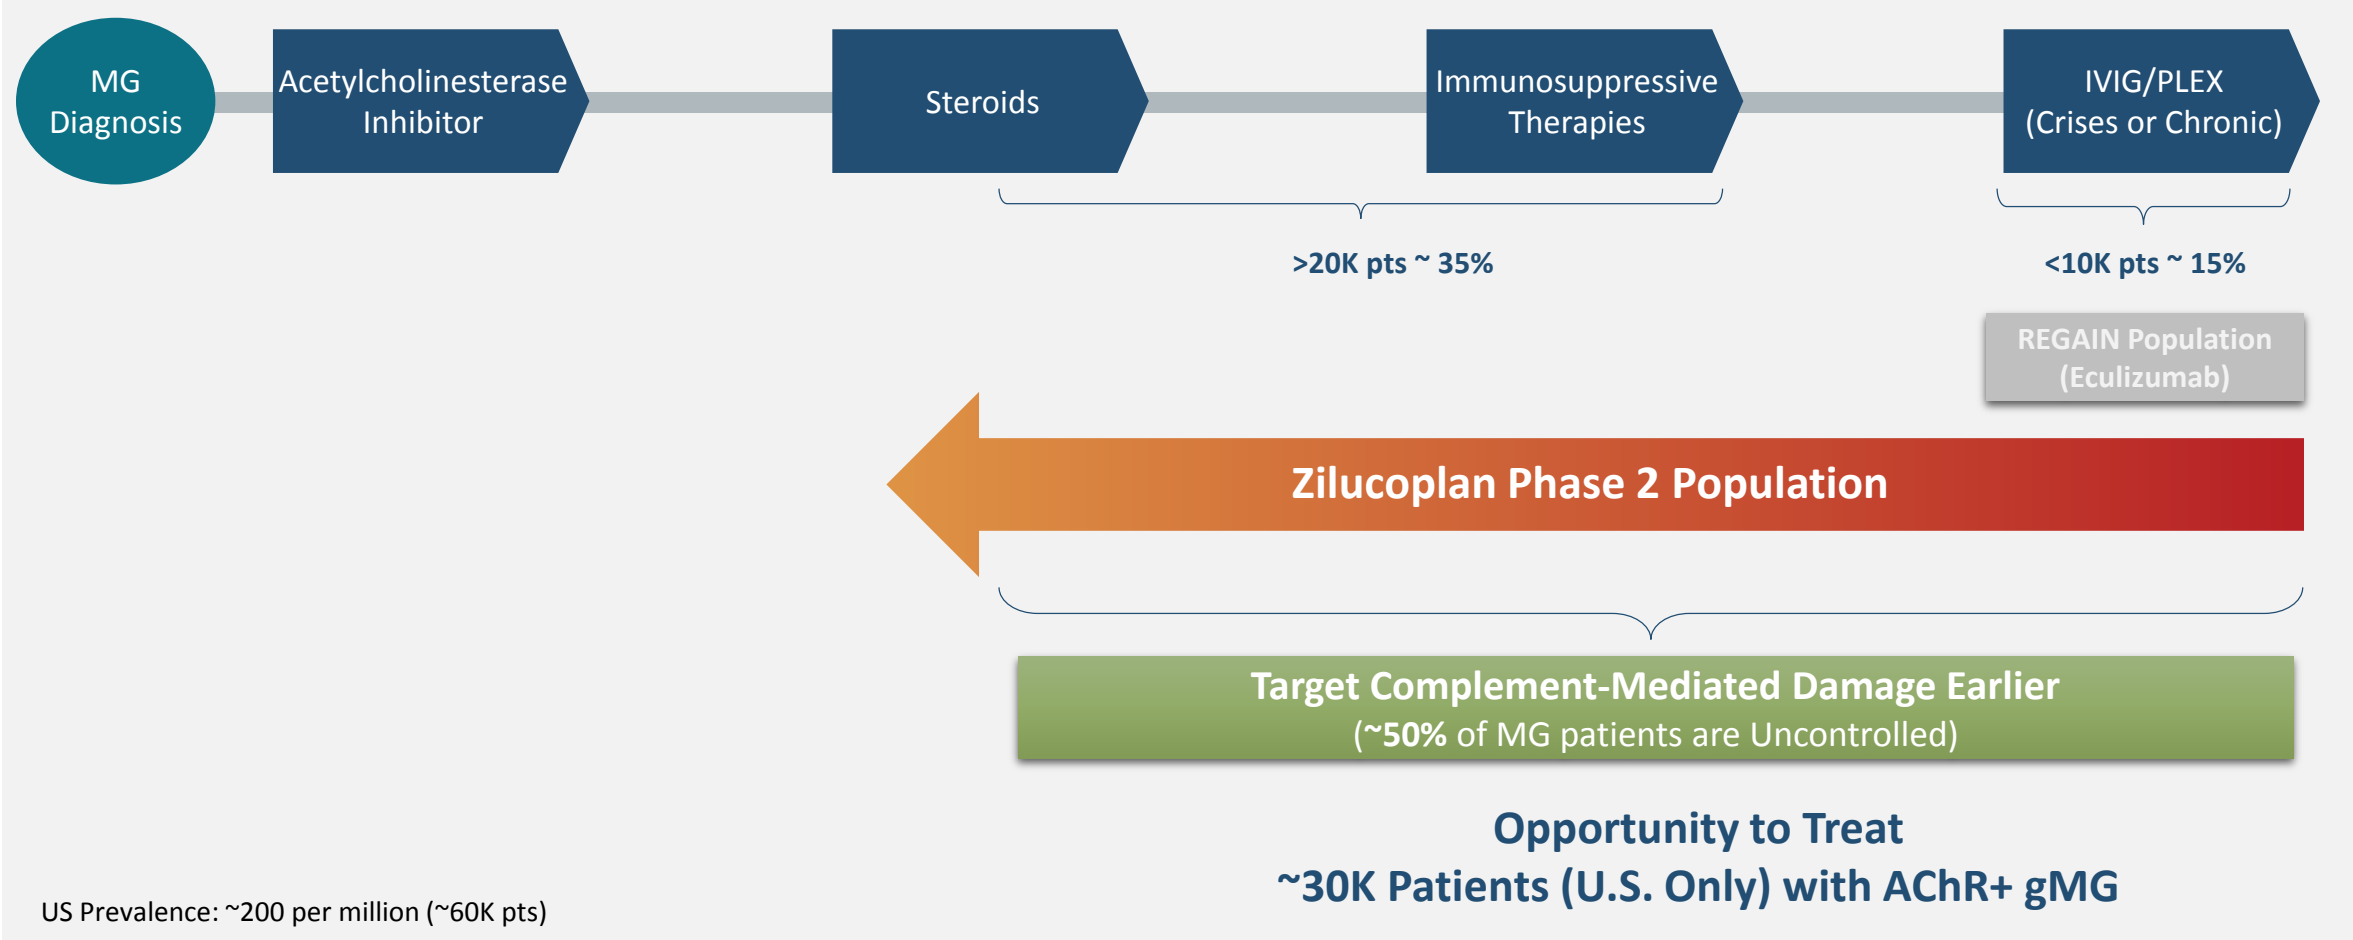 MG
Diagnosis
Acetylcholinesterase
Inhibitor
Steroids
Immunosuppressive
Therapies
IVIG/PLEX
(Crises or Chronic)
>20K pts ~ 35%
<10K pts ~ 15%
REGAIN Population
(Eculizumab)
Zilucoplan Phase 2 Population
Target Complement-Mediated Damage Earlier
(~50% of MG patients are Uncontrolled)
Opportunity to Treat
~30K Patients (U.S. Only) with AChR+ gMG
US Prevalence: ~200 per million (~60K pts)